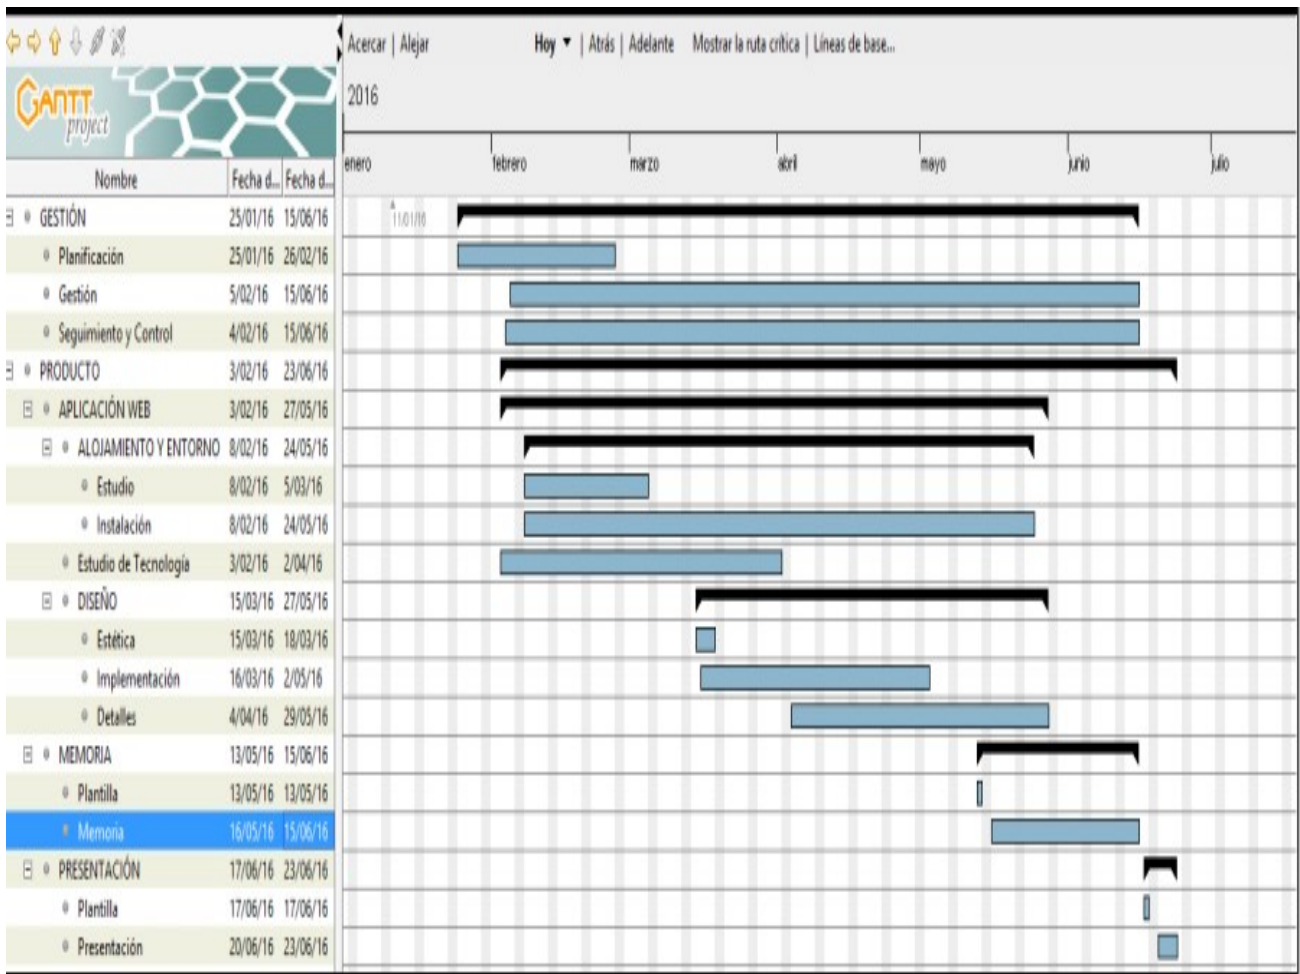 Acercar | Alejar Hoy ▼ | Atrás | Adelante Mostrar la ruta crítica | Líneas de base...
GANTT
project
2016
enero febrero marzo abril mayo junio julio
Nombre Fecha d... Fecha d...
GESTIÓN 25/01/16 15/06/16
11/01/16
Planificación 25/01/16 26/02/16
Gestión 5/02/16 15/06/16
Seguimiento y Control 4/02/16 15/06/16
PRODUCTO 3/02/16 23/06/16
APLICACIÓN WEB 3/02/16 27/05/16
ALOJAMIENTO Y ENTORNO 8/02/16 24/05/16
Estudio 8/02/16 5/03/16
Instalación 8/02/16 24/05/16
Estudio de Tecnología 3/02/16 2/04/16
DISEÑO 15/03/16 27/05/16
Estética 15/03/16 18/03/16
Implementación 16/03/16 2/05/16
Detalles 4/04/16 29/05/16
MEMORIA 13/05/16 15/06/16
Plantilla 13/05/16 13/05/16
Memoria 16/05/16 15/06/16
PRESENTACIÓN 17/06/16 23/06/16
Plantilla 17/06/16 17/06/16
Presentación 20/06/16 23/06/16